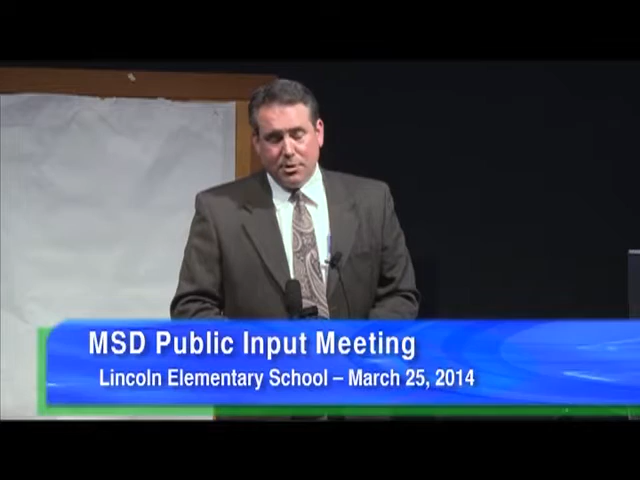 MSD Public Input Meeting
Lincoln Elementary School – March 25, 2014